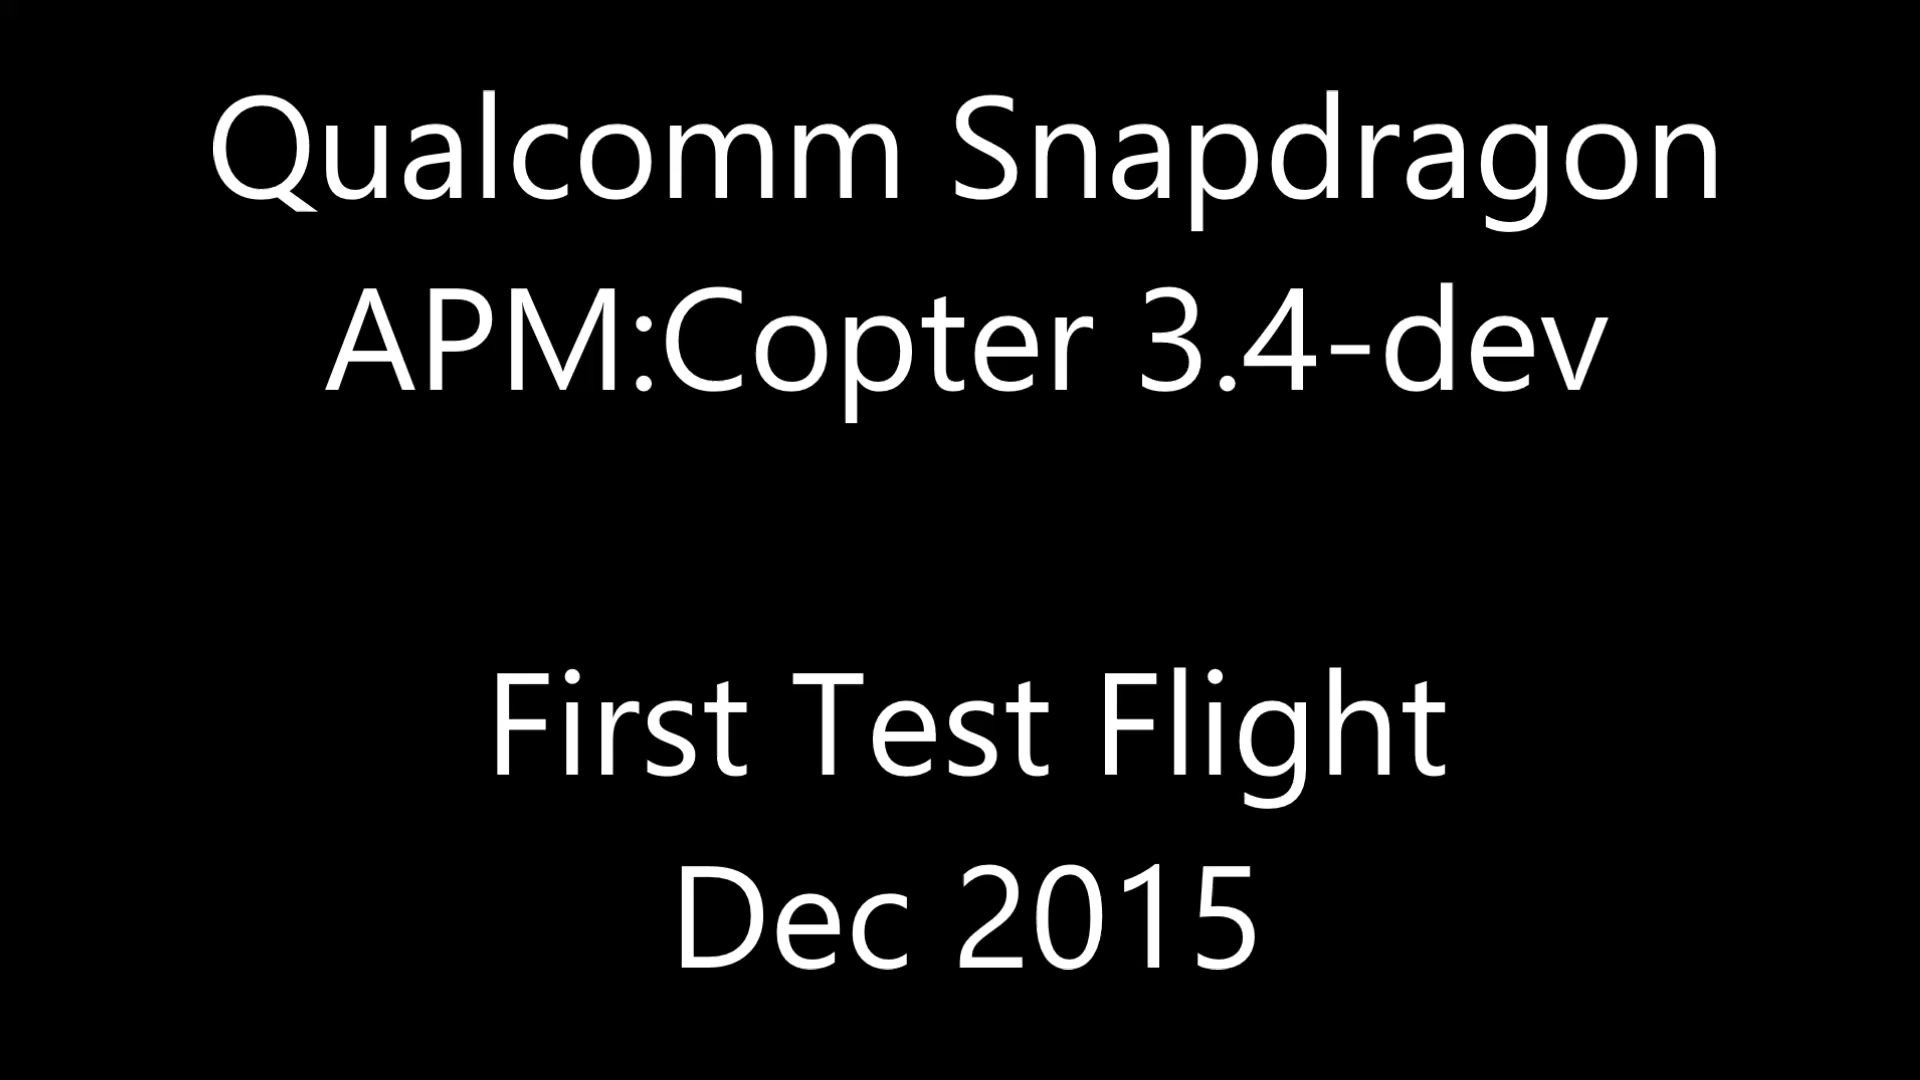 Qualcomm Snapdragon
APM:Copter 3.4-dev
First Test Flight
Dec 2015